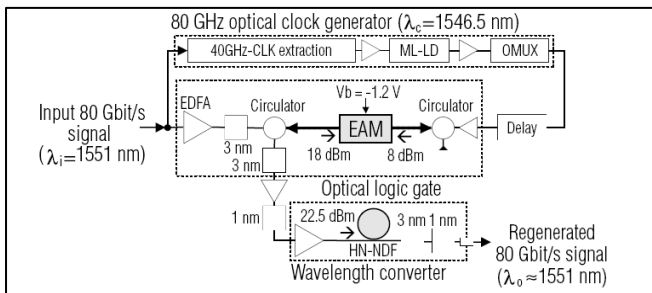 80 GHz optical clock generator (λc=1546.5 nm)
40GHz-CLK extraction
ML-LD
OMUX
Input 80 Gbit/s
signal
(λi=1551 nm)
EDFA
3 nm
Circulator
3 nm
Vb = -1.2 V
EAM
18 dBm
8 dBm
Circulator
Delay
Optical logic gate
1 nm
22.5 dBm
HN-NDF
3 nm 1 nm
Wavelength converter
Regenerated
80 Gbit/s signal
(λo≈1551 nm)